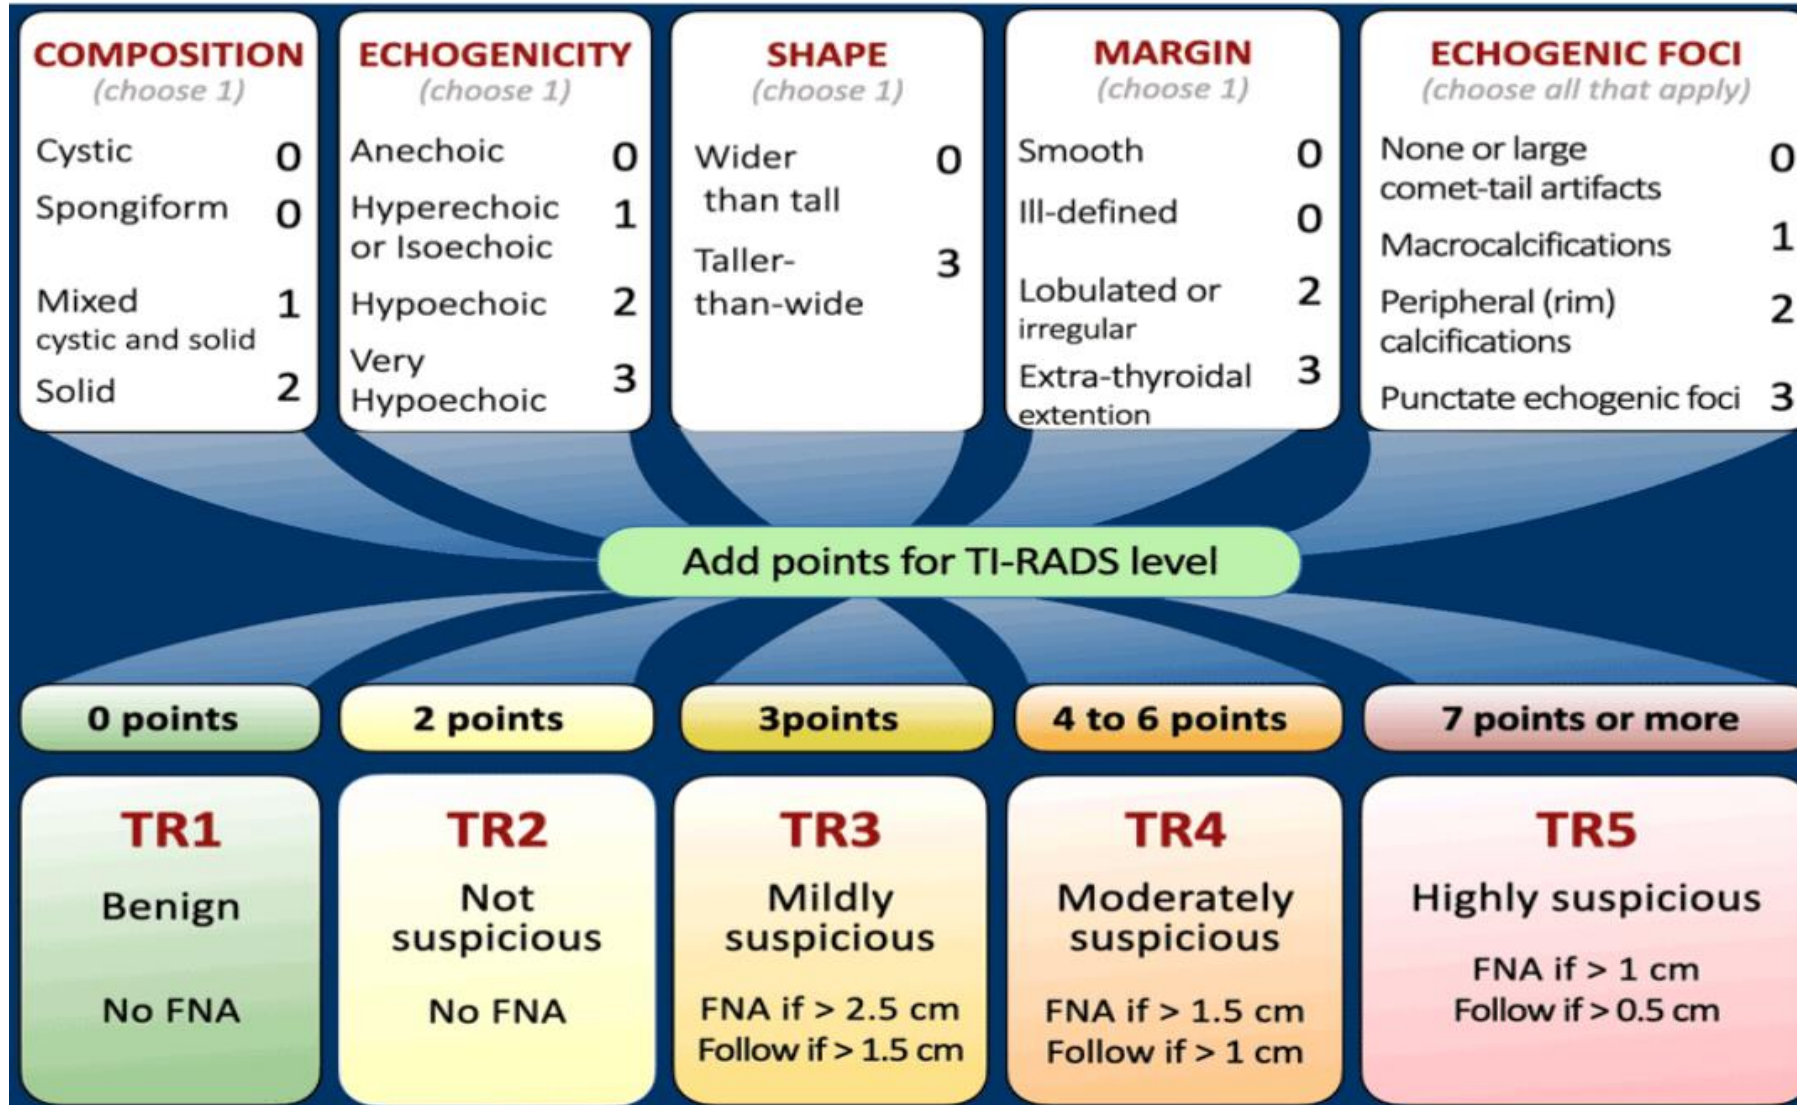 COMPOSITION
(choose 1)
Cystic 0
Spongiform 0
Mixed 1
cystic and solid
Solid 2
ECHOGENICITY
(choose 1)
Anechoic 0
Hyperechoic 1
or Isoechoic
Hypoechoic 2
Very 3
Hypoechoic
SHAPE
(choose 1)
Wider 0
than tall
Taller- 3
than-wide
MARGIN
(choose 1)
Smooth 0
Ill-defined 0
Lobulated or 2
irregular
Extra-thyroidal 3
extention
ECHOGENIC FOCI
(choose all that apply)
None or large 0
comet-tail artifacts
Macrocalcifications 1
Peripheral (rim) 2
calcifications
Punctate echogenic foci 3
Add points for TI-RADS level
0 points
2 points
3points
4 to 6 points
7 points or more
TR1
Benign
No FNA
TR2
Not
suspicious
No FNA
TR3
Mildly
suspicious
FNA if > 2.5 cm
Follow if > 1.5 cm
TR4
Moderately
suspicious
FNA if > 1.5 cm
Follow if > 1 cm
TR5
Highly suspicious
FNA if > 1 cm
Follow if > 0.5 cm